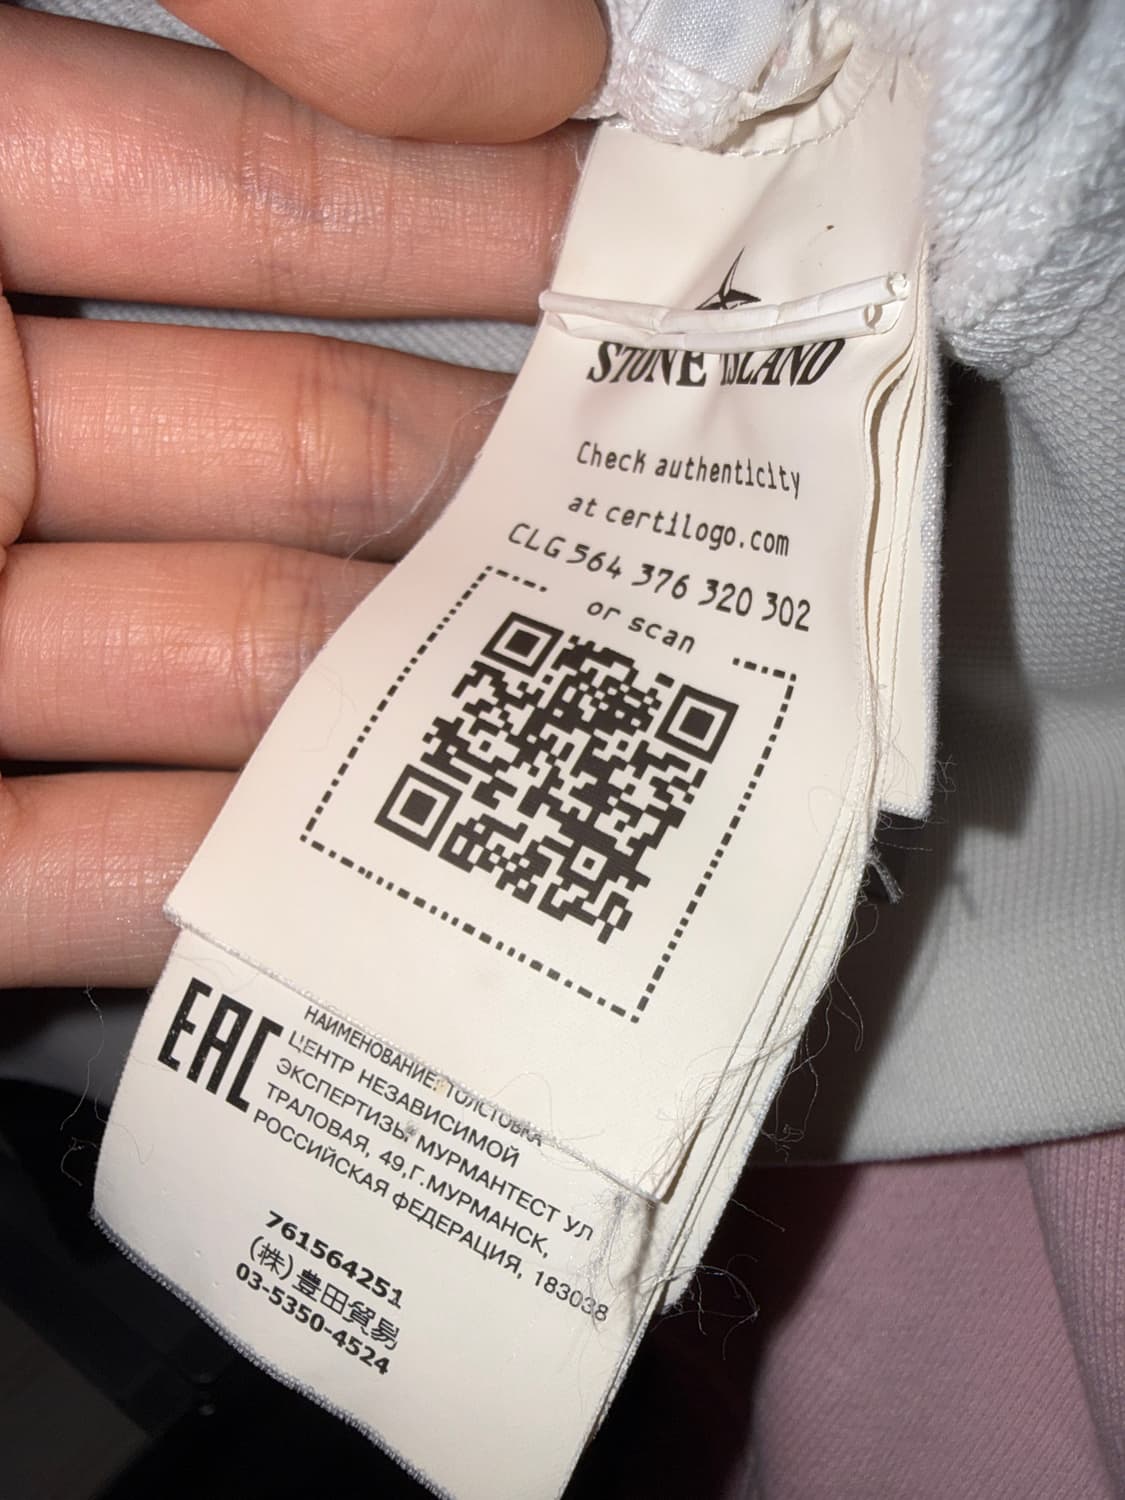 STONE ISLAND
Check authenticity
at certilogo.com
CLG 564 376 320 302
or scan
EAC
НАИМЕНОВАНИЕ: ТОЛСТОВКА
ЦЕНТР НЕЗАВИСИМОЙ
ЭКСПЕРТИЗЫ МУРМАНТЕСТ УЛ
ТРАЛОВАЯ, 49,Г.МУРМАНСК,
РОССИЙСКАЯ ФЕДЕРАЦИЯ, 183038
761564251
(株)豊田貿易
03-5350-4524